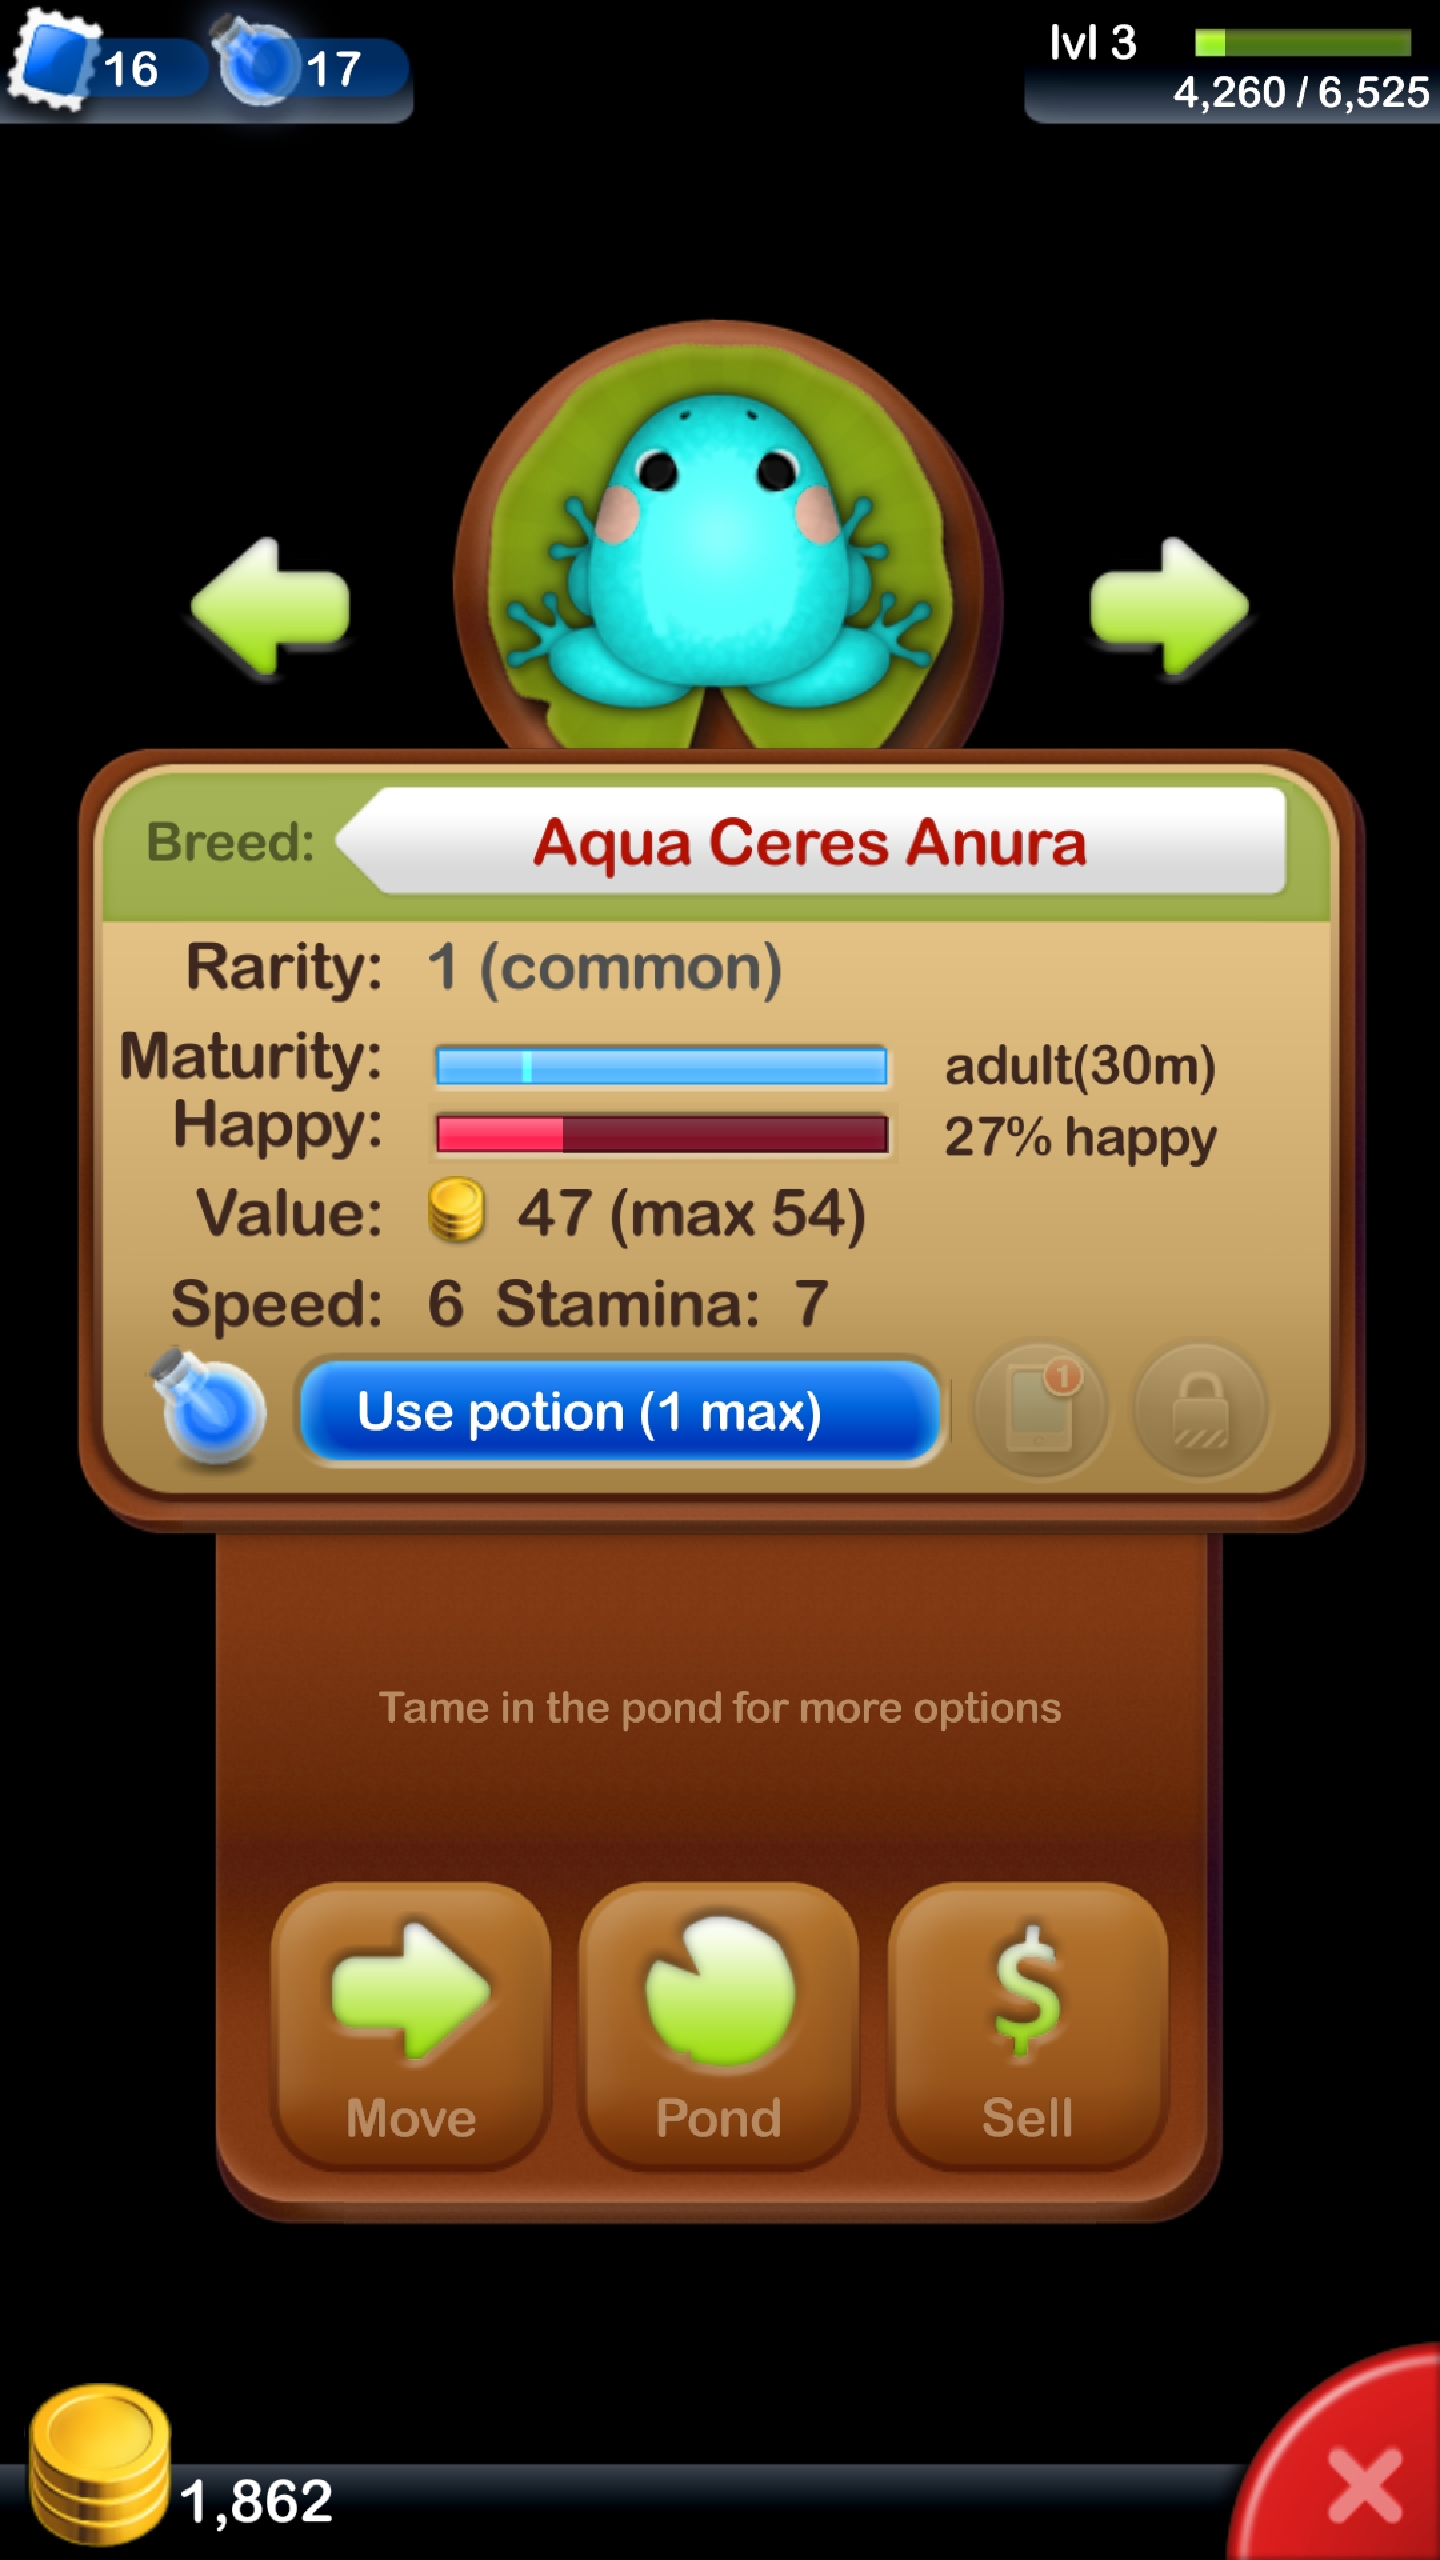 16
17
lvl 3
4,260 / 6,525
Breed: Aqua Ceres Anura
Rarity: 1 (common)
Maturity: adult(30m)
Happy: 27% happy
Value: 47 (max 54)
Speed: 6 Stamina: 7
Use potion (1 max)
1
Tame in the pond for more options
Move
Pond
$
Sell
1,862